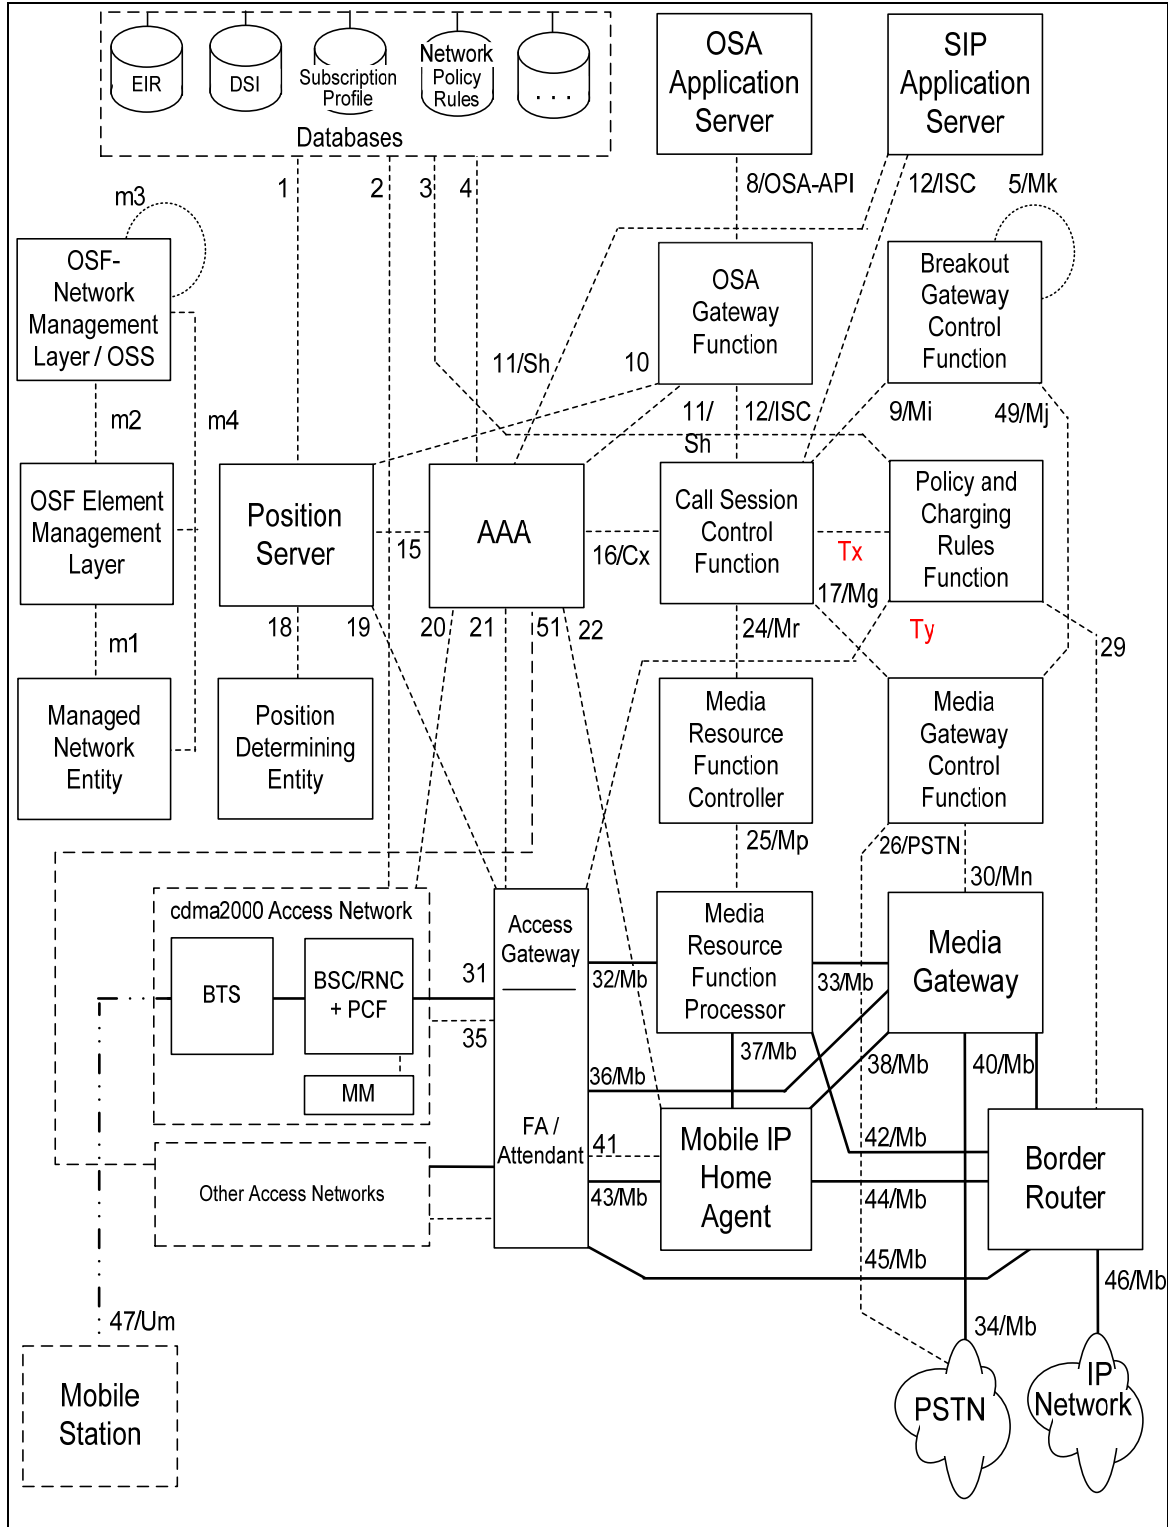 EIR
DSI
Subscription
Profile
Network
Policy
Rules
. . .
Databases
OSA
Application
Server
SIP
Application
Server
1
2
3
4
8/OSA-API
12/ISC
5/Mk
m3
OSF-
Network
Management
Layer / OSS
OSA
Gateway
Function
Breakout
Gateway
Control
Function
11/Sh
10
m2
m4
11/
Sh
12/ISC
9/Mi
49/Mj
OSF Element
Management
Layer
Position
Server
15
AAA
16/Cx
Call Session
Control
Function
Tx
Policy and
Charging
Rules
Function
17/Mg
m1
18
19
20
21
51
22
24/Mr
Ty
29
Managed
Network
Entity
Position
Determining
Entity
Media
Resource
Function
Controller
Media
Gateway
Control
Function
25/Mp
26/PSTN
30/Mn
cdma2000 Access Network
BTS
BSC/RNC
+ PCF
MM
31
35
Access
Gateway
FA /
Attendant
32/Mb
Media
Resource
Function
Processor
33/Mb
Media
Gateway
36/Mb
37/Mb
38/Mb
40/Mb
41
43/Mb
Mobile IP
Home
Agent
42/Mb
44/Mb
Border
Router
Other Access Networks
45/Mb
46/Mb
47/Um
34/Mb
Mobile
Station
PSTN
IP
Network